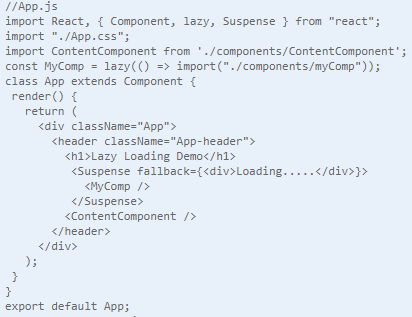 //App.js
import React, { Component, lazy, Suspense } from "react";
import "./App.css";
import ContentComponent from './components/ContentComponent';
const MyComp = lazy(() => import("./components/myComp"));
class App extends Component {
 render() {
   return (
     <div className="App">
       <header className="App-header">
         <h1>Lazy Loading Demo</h1>
          <Suspense fallback={<div>Loading.....</div>}>
            <MyComp />
          </Suspense>
         <ContentComponent />
       </header>
     </div>
   );
 }
}
export default App;